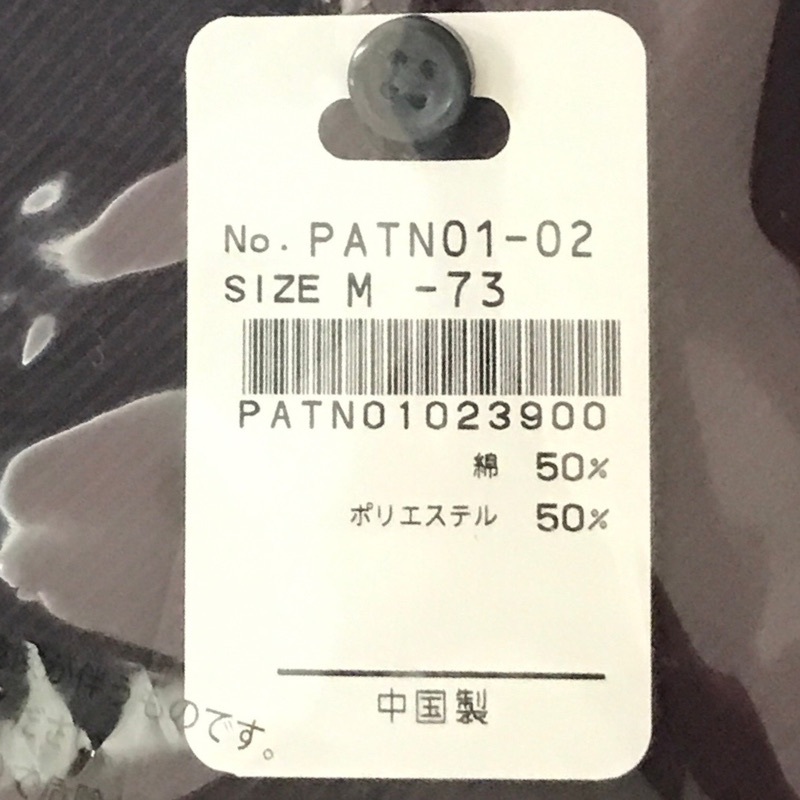 No. PATN01-02
SIZE M -73
PATN01023900
綿 50%
ポリエステル 50%
中国製
のです。